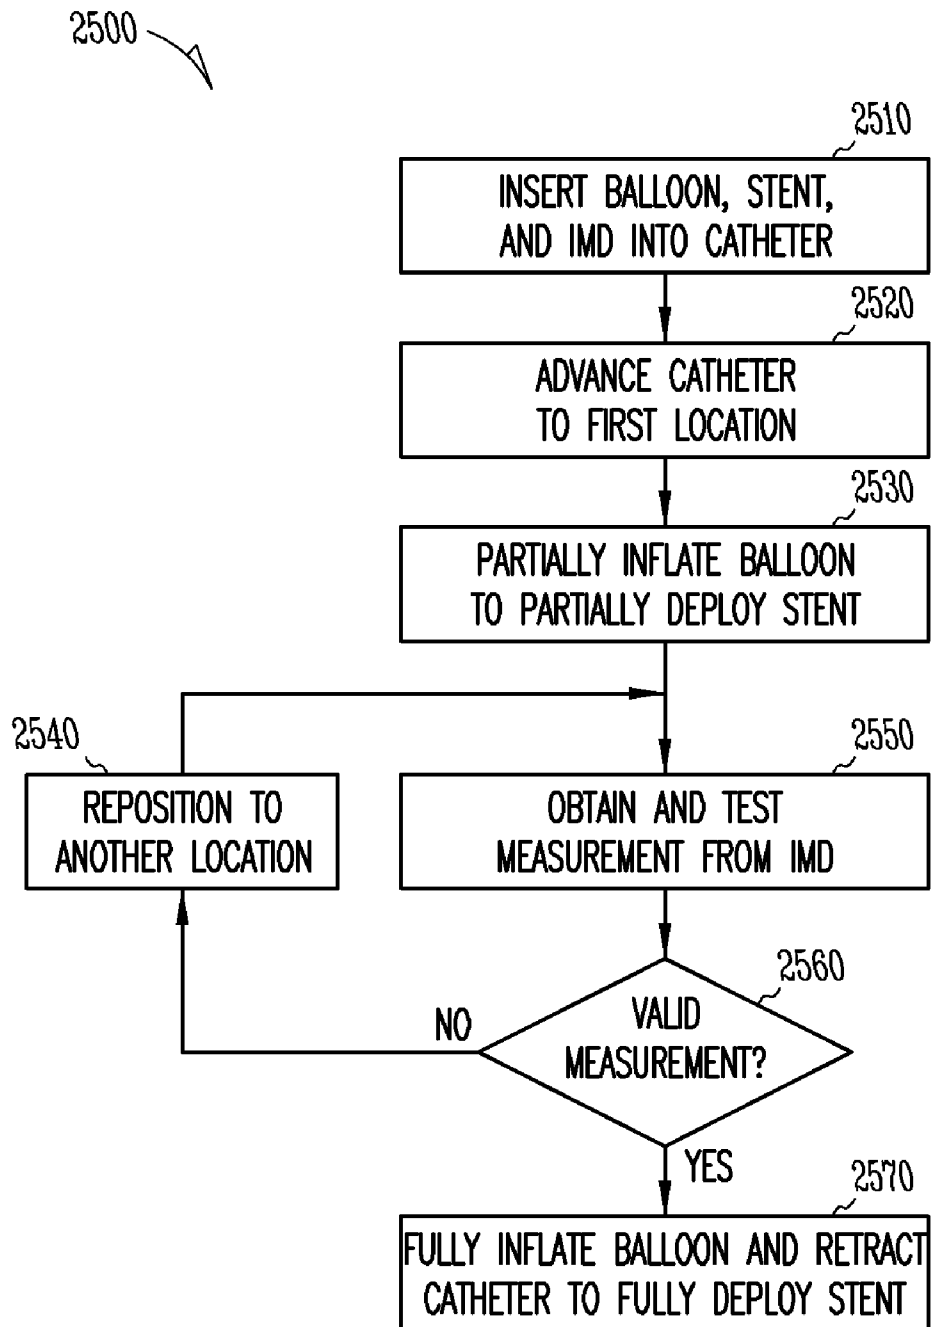 2500
2510
INSERT BALLOON, STENT,
AND IMD INTO CATHETER
2520
ADVANCE CATHETER
TO FIRST LOCATION
2530
PARTIALLY INFLATE BALLOON
TO PARTIALLY DEPLOY STENT
2540
REPOSITION TO
ANOTHER LOCATION
2550
OBTAIN AND TEST
MEASUREMENT FROM IMD
2560
VALID
MEASUREMENT?
NO
YES
2570
FULLY INFLATE BALLOON AND RETRACT
CATHETER TO FULLY DEPLOY STENT